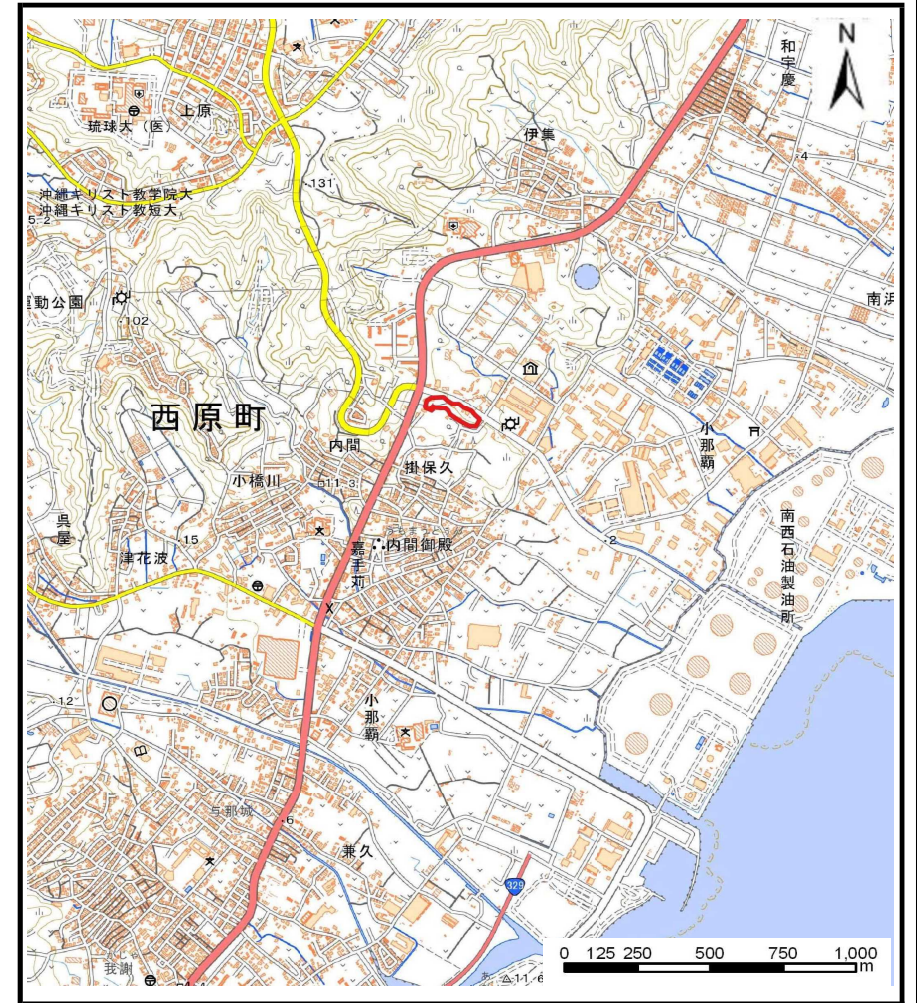 N
和宇慶
上原
琉球大（医）
伊集
4
131
沖縄キリスト教学院大
沖縄キリスト教短大
5.2
南浜
運動公園
102
西原町
内間
小那覇
掛保久
小橋川
11.3
呉屋
15
津花波
嘉手苅
内間御殿
2
南西石油製油所
12
小那覇
与那城
6
兼久
329
我謝
11.6
0 125 250 500 750 1,000
m